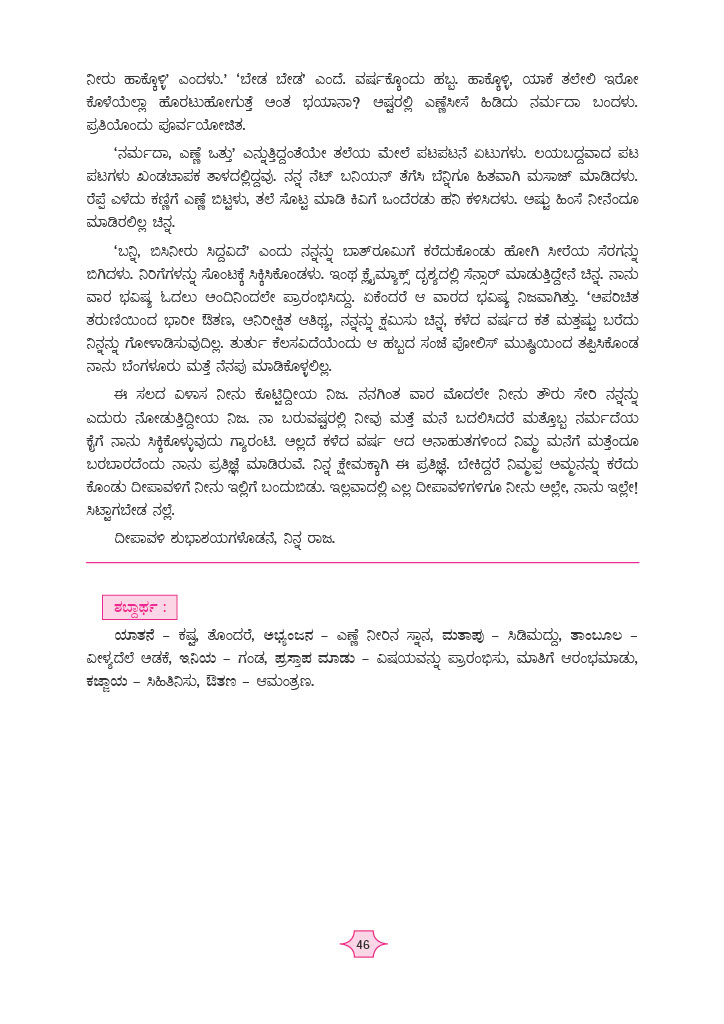 ನೀರು ಹಾಕ್ಕೊಳ್ಳಿ’ ಎಂದಳು.’ ‘ಬೇಡ ಬೇಡ’ ಎಂದೆ. ವರ್ಷಕ್ಕೊಂದು ಹಬ್ಬ. ಹಾಕ್ಕೊಳ್ಳಿ, ಯಾಕೆ ತಲೇಲಿ ಇರೋ
ಕೊಳೆಯೆಲ್ಲಾ ಹೊರಟುಹೋಗುತ್ತೆ ಅಂತ ಭಯಾನಾ? ಅಷ್ಟರಲ್ಲಿ ಎಣ್ಣೆಸೀಸೆ ಹಿಡಿದು ನರ್ಮದಾ ಬಂದಳು.
ಪ್ರತಿಯೊಂದು ಪೂರ್ವಯೋಜಿತ.
‘ನರ್ಮದಾ, ಎಣ್ಣೆ ಒತ್ತು’ ಎನ್ನುತ್ತಿದ್ದಂತೆಯೇ ತಲೆಯ ಮೇಲೆ ಪಟಪಟನೆ ಏಟುಗಳು. ಲಯಬದ್ದವಾದ ಪಟ
ಪಟಗಳು ಖಂಡಚಾಪಕ ತಾಳದಲ್ಲಿದ್ದವು. ನನ್ನ ನೆಟ್ ಬನಿಯನ್ ತೆಗೆಸಿ ಬೆನ್ನಿಗೂ ಹಿತವಾಗಿ ಮಸಾಜ್ ಮಾಡಿದಳು.
ರೆಪ್ಪೆ ಎಳೆದು ಕಣ್ಣಿಗೆ ಎಣ್ಣೆ ಬಿಟ್ಟಳು, ತಲೆ ಸೊಟ್ಟ ಮಾಡಿ ಕಿವಿಗೆ ಒಂದೆರಡು ಹನಿ ಕಳಿಸಿದಳು. ಆಷ್ಟು ಹಿಂಸೆ ನೀನೆಂದೂ
ಮಾಡಿರಲಿಲ್ಲ ಚಿನ್ನ.
‘ಬನ್ನಿ, ಬಿಸಿನೀರು ಸಿದ್ದವಿದೆ’ ಎಂದು ನನ್ನನ್ನು ಬಾತ್‌ರೂಮಿಗೆ ಕರೆದುಕೊಂಡು ಹೋಗಿ ಸೀರೆಯ ಸೆರಗನ್ನು
ಬಿಗಿದಳು. ನಿರಿಗೆಗಳನ್ನು ಸೊಂಟಕ್ಕೆ ಸಿಕ್ಕಿಸಿಕೊಂಡಳು. ಇಂಥ ಕ್ಲೈಮ್ಯಾಕ್ಸ್ ದೃಶ್ಯದಲ್ಲಿ ಸೆನ್ಸಾರ್ ಮಾಡುತ್ತಿದ್ದೇನೆ ಚಿನ್ನ. ನಾನು
ವಾರ ಭವಿಷ್ಯ ಓದಲು ಅಂದಿನಿಂದಲೇ ಪ್ರಾರಂಭಿಸಿದ್ದು. ಏಕೆಂದರೆ ಆ ವಾರದ ಭವಿಷ್ಯ ನಿಜವಾಗಿತ್ತು. ‘ಅಪರಿಚಿತ
ತರುಣಿಯಿಂದ ಭಾರೀ ಔತಣ, ಅನಿರೀಕ್ಷಿತ ಆತಿಥ್ಯ, ನನ್ನನ್ನು ಕ್ಷಮಿಸು ಚಿನ್ನ, ಕಳೆದ ವರ್ಷದ ಕತೆ ಮತ್ತಷ್ಟು ಬರೆದು
ನಿನ್ನನ್ನು ಗೋಳಾಡಿಸುವುದಿಲ್ಲ. ತುರ್ತು ಕೆಲಸವಿದೆಯೆಂದು ಆ ಹಬ್ಬದ ಸಂಜೆ ಪೋಲಿಸ್ ಮುಷ್ಠಿಯಿಂದ ತಪ್ಪಿಸಿಕೊಂಡ
ನಾನು ಬೆಂಗಳೂರು ಮತ್ತೆ ನೆನಪು ಮಾಡಿಕೊಳ್ಳಲಿಲ್ಲ.
ಈ ಸಲದ ವಿಳಾಸ ನೀನು ಕೊಟ್ಟಿದ್ದೀಯ ನಿಜ. ನನಗಿಂತ ವಾರ ಮೊದಲೇ ನೀನು ತೌರು ಸೇರಿ ನನ್ನನ್ನು
ಎದುರು ನೋಡುತ್ತಿದ್ದೀಯ ನಿಜ. ನಾ ಬರುವಷ್ಟರಲ್ಲಿ ನೀವು ಮತ್ತೆ ಮನೆ ಬದಲಿಸಿದರೆ ಮತ್ತೊಬ್ಬ ನರ್ಮದೆಯ
ಕೈಗೆ ನಾನು ಸಿಕ್ಕಿಕೊಳ್ಳುವುದು ಗ್ಯಾರಂಟಿ. ಅಲ್ಲದೆ ಕಳೆದ ವರ್ಷ ಆದ ಅನಾಹುತಗಳಿಂದ ನಿಮ್ಮ ಮನೆಗೆ ಮತ್ತೆಂದೂ
ಬರಬಾರದೆಂದು ನಾನು ಪ್ರತಿಜ್ಞೆ ಮಾಡಿರುವೆ. ನಿನ್ನ ಕ್ಷೇಮಕ್ಕಾಗಿ ಈ ಪ್ರತಿಜ್ಞೆ. ಬೇಕಿದ್ದರೆ ನಿಮ್ಮಪ್ಪ ಅಮ್ಮನನ್ನು ಕರೆದು
ಕೊಂಡು ದೀಪಾವಳಿಗೆ ನೀನು ಇಲ್ಲಿಗೆ ಬಂದುಬಿಡು. ಇಲ್ಲವಾದಲ್ಲಿ ಎಲ್ಲ ದೀಪಾವಳಿಗಳಿಗೂ ನೀನು ಅಲ್ಲೇ, ನಾನು ಇಲ್ಲೇ!
ಸಿಟ್ಟಾಗಬೇಡ ನಲ್ಲೆ.
ದೀಪಾವಳಿ ಶುಭಾಶಯಗಳೊಡನೆ, ನಿನ್ನ ರಾಜ.
ಶಬ್ದಾರ್ಥ :
ಯಾತನೆ – ಕಷ್ಟ, ತೊಂದರೆ, ಅಭ್ಯಂಜನ – ಎಣ್ಣೆ ನೀರಿನ ಸ್ನಾನ, ಮತಾಪು – ಸಿಡಿಮದ್ದು, ತಾಂಬೂಲ –
ವೀಳ್ಯದೆಲೆ ಅಡಕೆ, ಇನಿಯ – ಗಂಡ, ಪ್ರಸ್ತಾಪ ಮಾಡು – ವಿಷಯವನ್ನು ಪ್ರಾರಂಭಿಸು, ಮಾತಿಗೆ ಆರಂಭಮಾಡು,
ಕಜ್ಜಾಯ – ಸಿಹಿತಿನಿಸು, ಔತಣ – ಆಮಂತ್ರಣ.
46